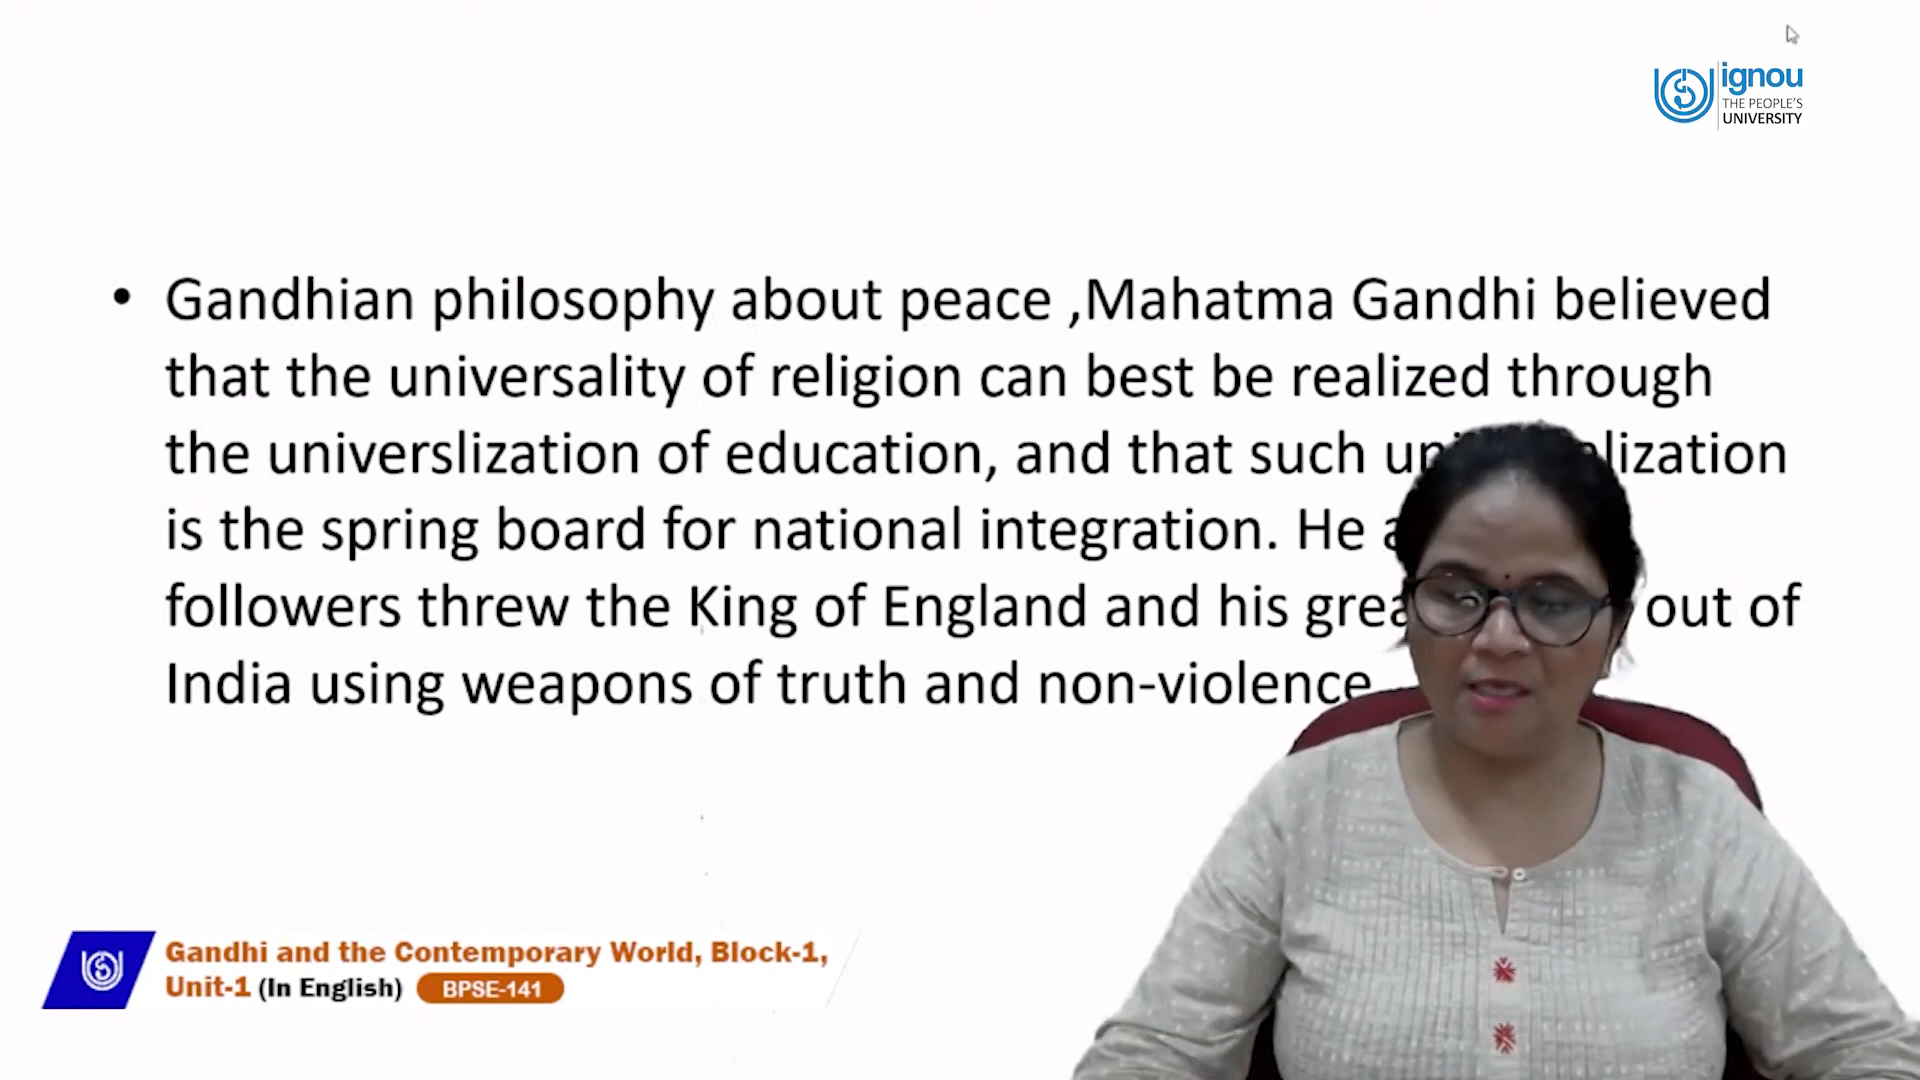 ignou
THE PEOPLE'S
UNIVERSITY
• Gandhian philosophy about peace ,Mahatma Gandhi believed
that the universality of religion can best be realized through
the universlization of education, and that such
is the spring board for national integration. He
followers threw the King of England and his out of
India using weapons of truth and non-violence
Gandhi and the Contemporary World, Block-1,
Unit-1 (In English) BPSE-141